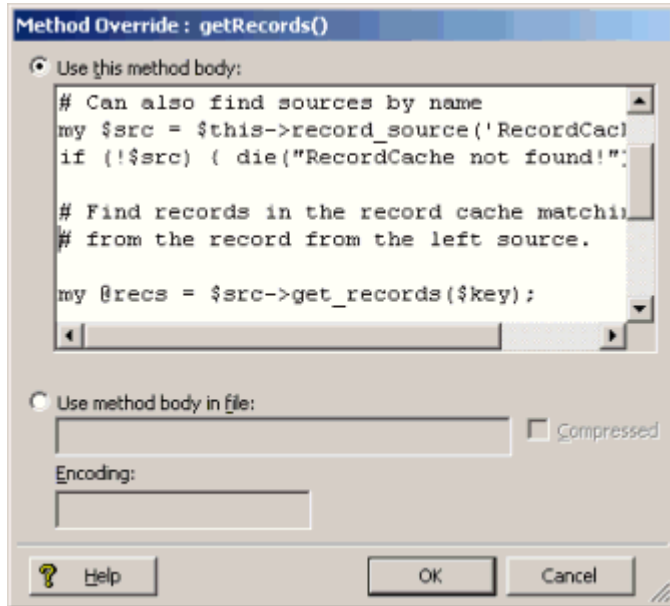 Method Override : getRecords()
Use this method body:
# Can also find sources by name
my $src = $this->record_source('RecordCac
if (!$src) { die("RecordCache not found!"
# Find records in the record cache matchi
# from the record from the left source.
my @recs = $src->get_records($key);
Use method body in file:
Compressed
Encoding:
? Help
OK
Cancel